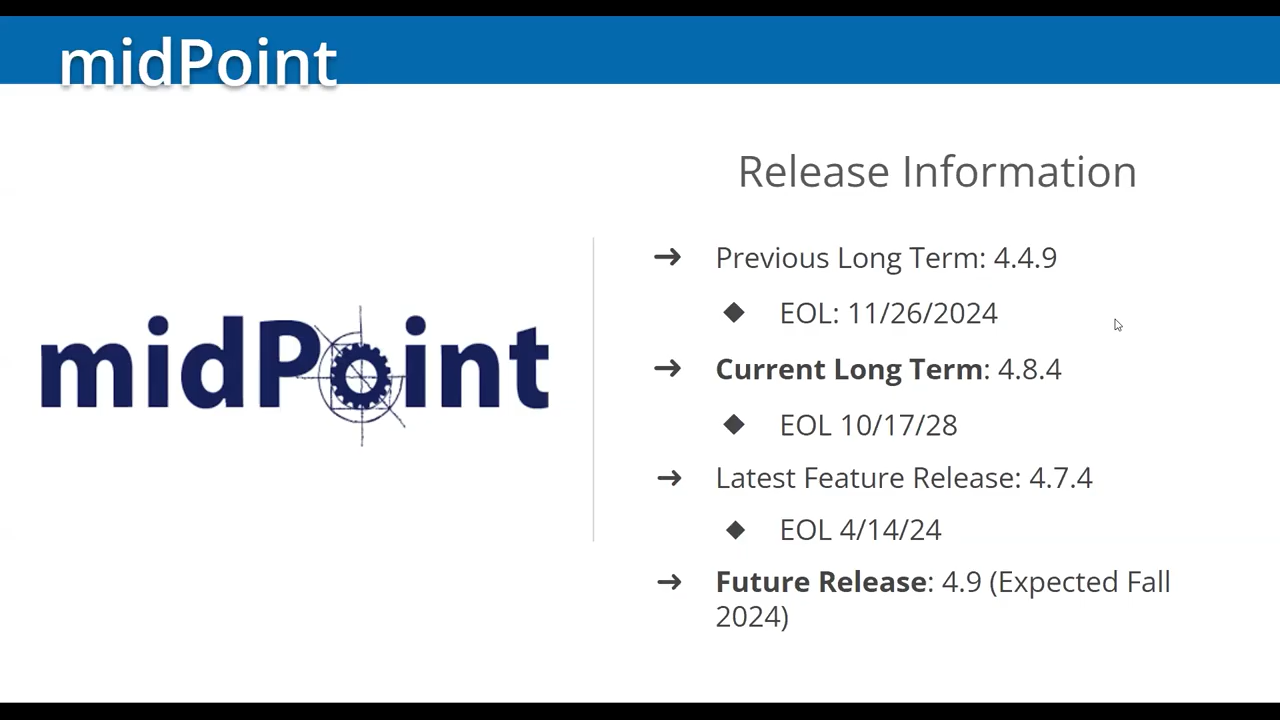 midPoint
Release Information
Previous Long Term: 4.4.9
EOL: 11/26/2024
midPoint
Current Long Term: 4.8.4
EOL 10/17/28
Latest Feature Release: 4.7.4
EOL 4/14/24
Future Release: 4.9 (Expected Fall
2024)